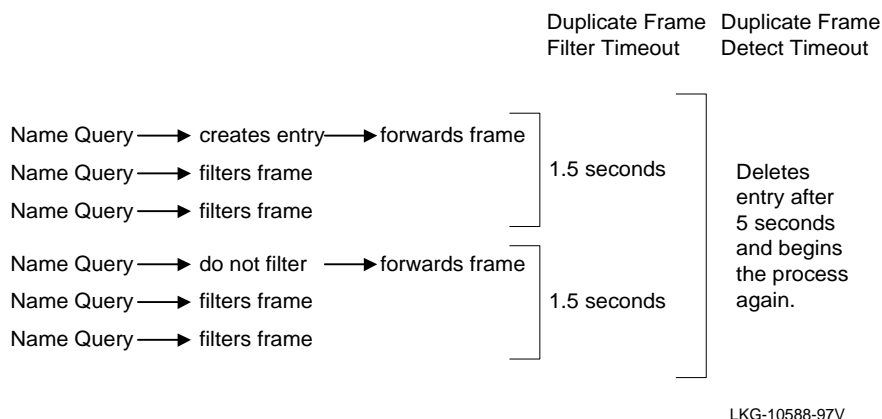 Duplicate Frame Filter Timeout
Duplicate Frame Detect Timeout
Name Query creates entry forwards frame
Name Query filters frame
Name Query filters frame
1.5 seconds
Name Query do not filter forwards frame
Name Query filters frame
Name Query filters frame
1.5 seconds
Deletes
entry after
5 seconds
and begins
the process
again.
LKG-10588-97V